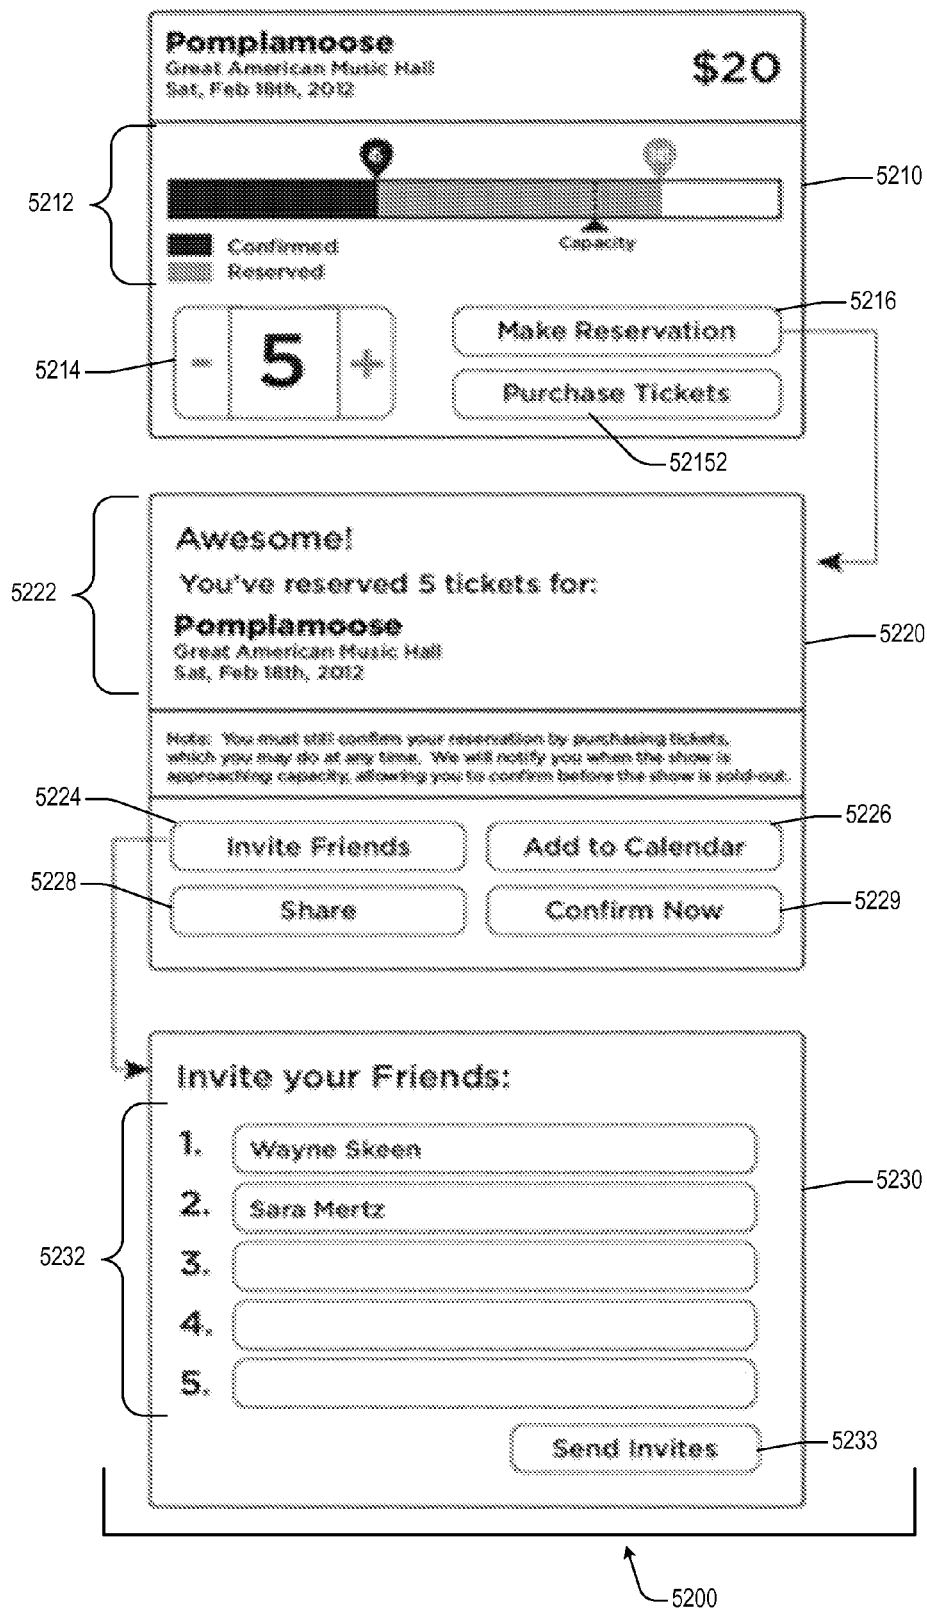 Pomplamoose
Great American Music Hall
Sat, Feb 18th, 2012
$20
5212
5210
Confirmed
Reserved
Capacity
5216
5214
- 5 +
Make Reservation
Purchase Tickets
52152
Awesome!
You've reserved 5 tickets for:
5222
Pomplamoose
Great American Music Hall
Sat, Feb 18th, 2012
5220
Note: You must still confirm your reservation by purchasing tickets,
which you may do at any time. We will notify you when the show is
approaching capacity, allowing you to confirm before the show is sold-out.
5224
5226
Invite Friends
Add to Calendar
5228
5229
Share
Confirm Now
Invite your Friends:
1. Wayne Skeen
5230
2. Sara Mertz
5232
3.
4.
5.
Send Invites
5233
5200